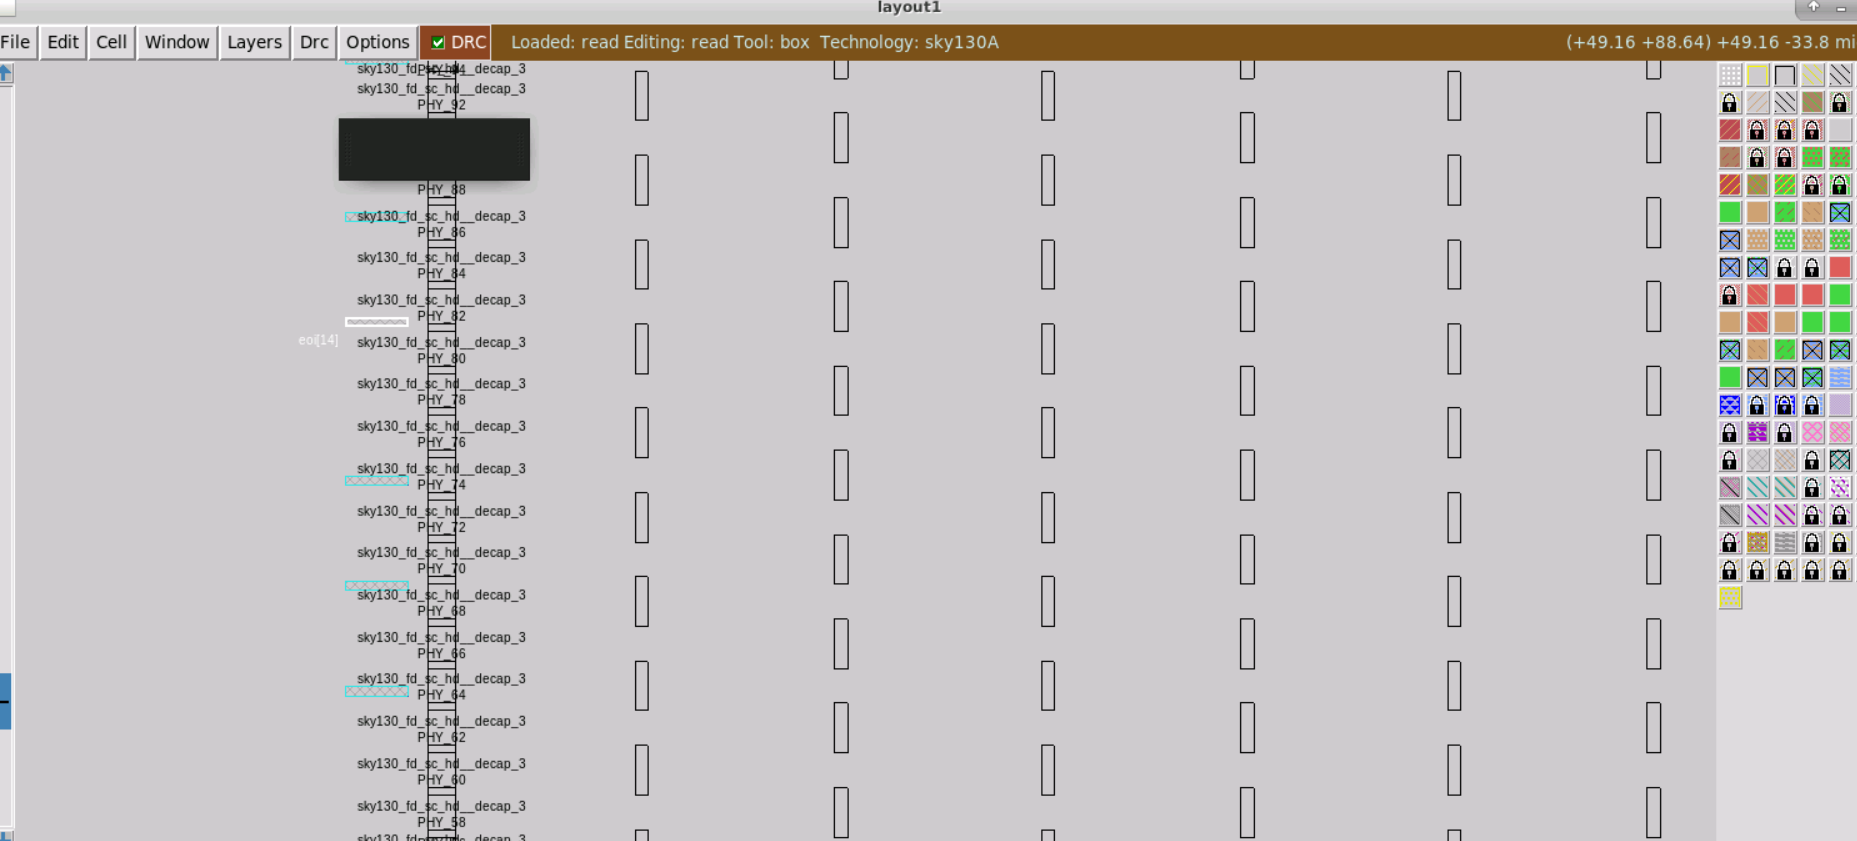 layout1
File Edit Cell Window Layers Drc Options DRC Loaded: read Editing: read Tool: box Technology: sky130A (+49.16 +88.64) +49.16 -33.8 mi
sky130_fd_sc_hd__decap_3
sky130_fd_sc_hd__decap_3
PHY_92
PHY_88
sky130_fd_sc_hd__decap_3
PHY_86
sky130_fd_sc_hd__decap_3
PHY_84
sky130_fd_sc_hd__decap_3
PHY_82
eoi[14]
sky130_fd_sc_hd__decap_3
PHY_80
sky130_fd_sc_hd__decap_3
PHY_78
sky130_fd_sc_hd__decap_3
PHY_76
sky130_fd_sc_hd__decap_3
PHY_74
sky130_fd_sc_hd__decap_3
PHY_72
sky130_fd_sc_hd__decap_3
PHY_70
sky130_fd_sc_hd__decap_3
PHY_68
sky130_fd_sc_hd__decap_3
PHY_66
sky130_fd_sc_hd__decap_3
PHY_64
sky130_fd_sc_hd__decap_3
PHY_62
sky130_fd_sc_hd__decap_3
PHY_60
sky130_fd_sc_hd__decap_3
PHY_58
sky130_fd_sc_hd__decap_3